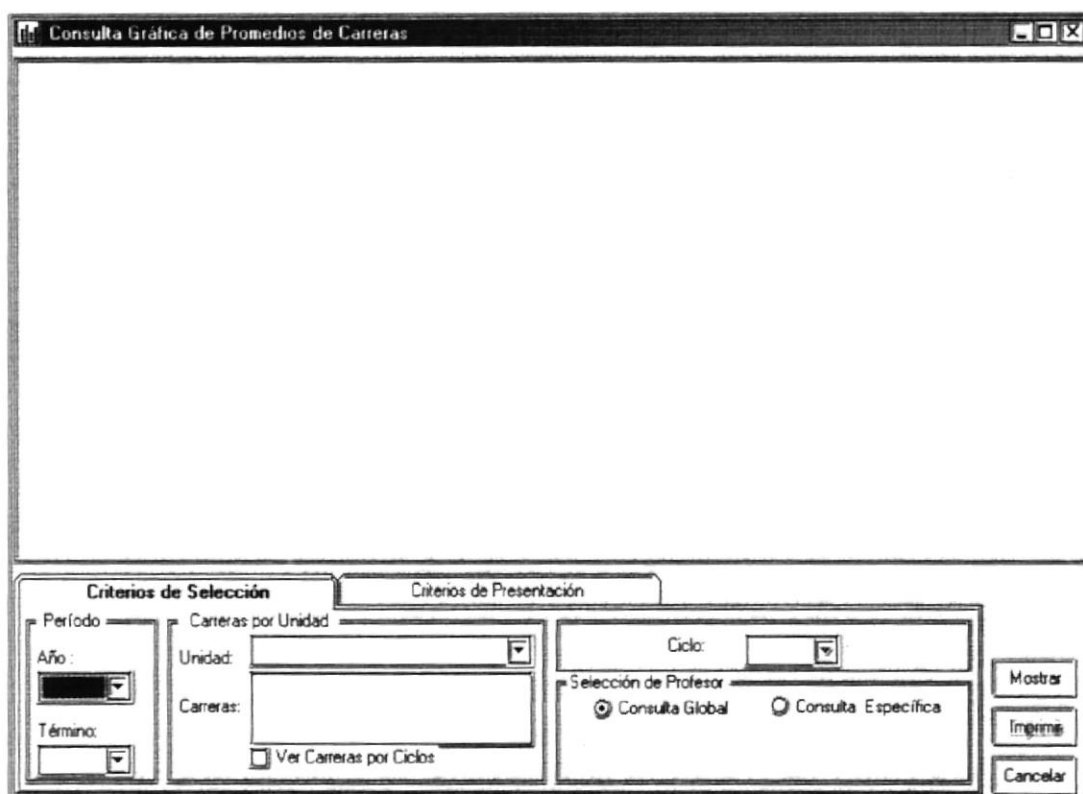 Consulta Gráfica de Promedios de Carreras
Criterios de Selección
Criterios de Presentación
Período
Año :
Término:
Carreras por Unidad
Unidad:
Carreras:
Ver Carreras por Ciclos
Ciclo:
Selección de Profesor
Consulta Global
Consulta Específica
Mostrar
Imprimir
Cancelar